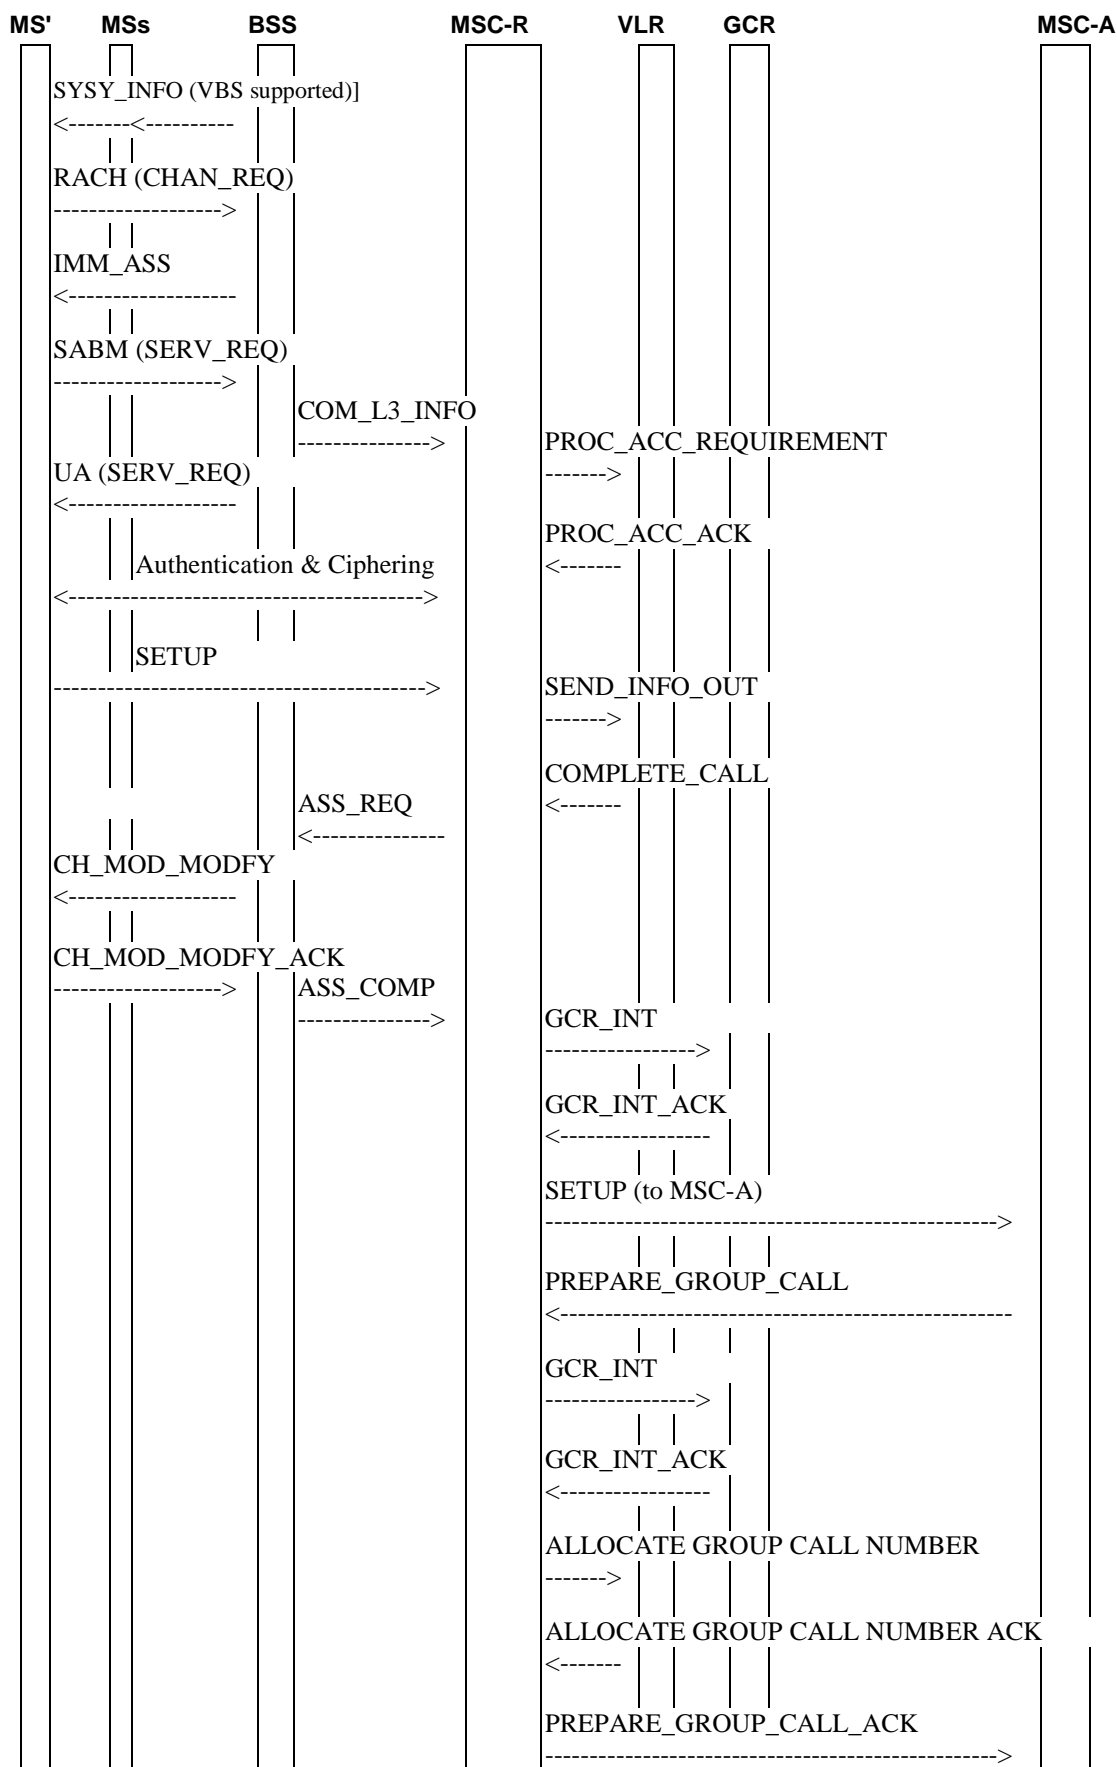 MS' MSs BSS MSC-R VLR GCR MSC-A
SYSY_INFO (VBS supported)]
<-------<----------
RACH (CHAN_REQ)
------------------->
IMM_ASS
<-------------------
SABM (SERV_REQ)
------------------->
COM_L3_INFO
--------------->
PROC_ACC_REQUIREMENT
------->
UA (SERV_REQ)
<-------------------
PROC_ACC_ACK
<-------
Authentication & Ciphering
<---------------------------------------->
SETUP
------------------------------------------>
SEND_INFO_OUT
------->
COMPLETE_CALL
<-------
ASS_REQ
<---------------
CH_MOD_MODFY
<-------------------
CH_MOD_MODFY_ACK
------------------->
ASS_COMP
--------------->
GCR_INT
----------------->
GCR_INT_ACK
<-----------------
SETUP (to MSC-A)
--------------------------------------------------->
PREPARE_GROUP_CALL
<---------------------------------------------------
GCR_INT
----------------->
GCR_INT_ACK
<-----------------
ALLOCATE GROUP CALL NUMBER
------->
ALLOCATE GROUP CALL NUMBER ACK
<-------
PREPARE_GROUP_CALL_ACK
--------------------------------------------------->